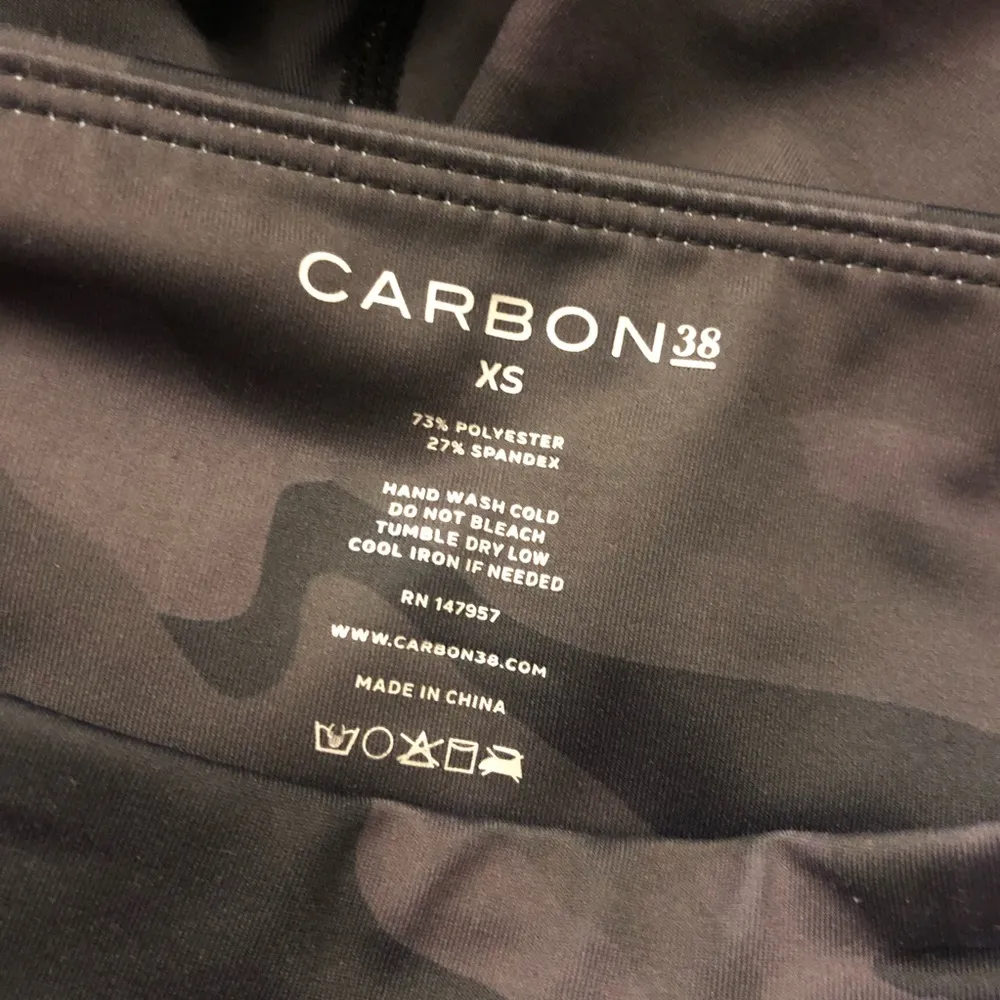 CARBON38
XS
73% POLYESTER
27% SPANDEX
HAND WASH COLD
DO NOT BLEACH
TUMBLE DRY LOW
COOL IRON IF NEEDED
RN 147957
WWW.CARBON38.COM
MADE IN CHINA